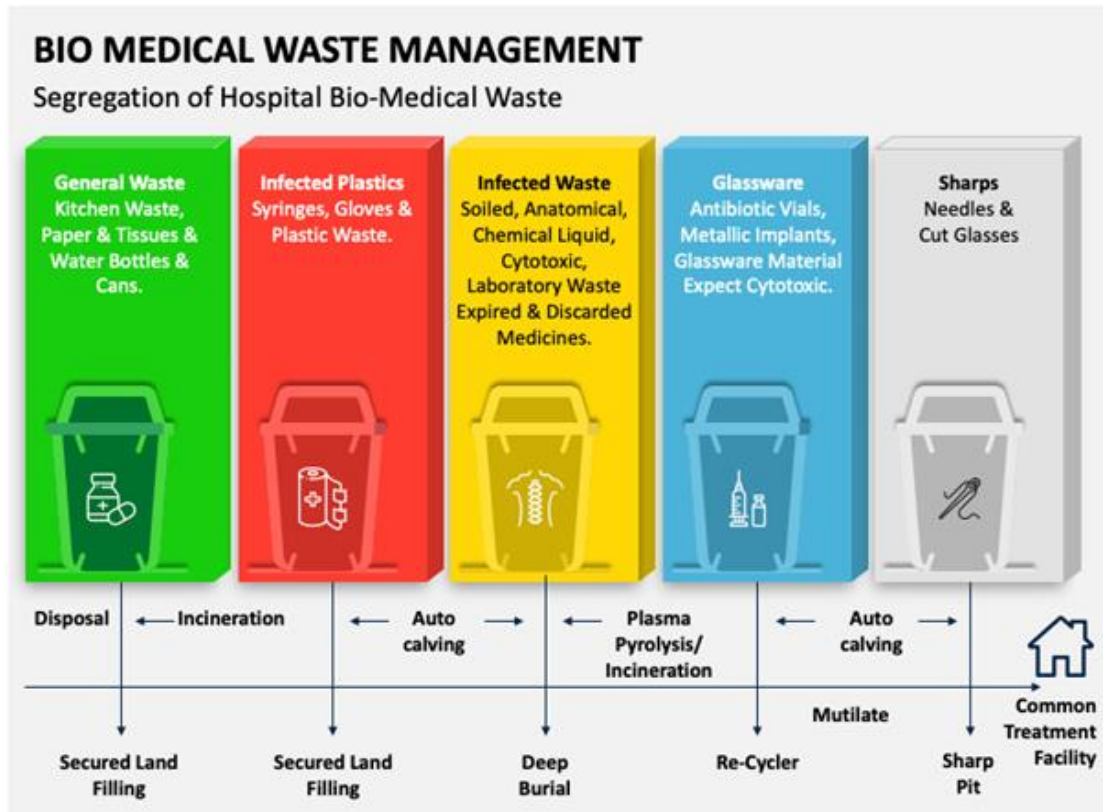 BIO MEDICAL WASTE MANAGEMENT
Segregation of Hospital Bio-Medical Waste
General Waste
Kitchen Waste,
Paper & Tissues &
Water Bottles &
Cans.
Infected Plastics
Syringes, Gloves &
Plastic Waste.
Infected Waste
Soiled, Anatomical,
Chemical Liquid,
Cytotoxic,
Laboratory Waste
Expired & Discarded
Medicines.
Glassware
Antibiotic Vials,
Metallic Implants,
Glassware Material
Expect Cytotoxic.
Sharps
Needles &
Cut Glasses
Disposal
Incineration
Auto
calving
Plasma
Pyrolysis/
Incineration
Auto
calving
Mutilate
Common
Treatment
Facility
Secured Land
Filling
Secured Land
Filling
Deep
Burial
Re-Cycler
Sharp
Pit